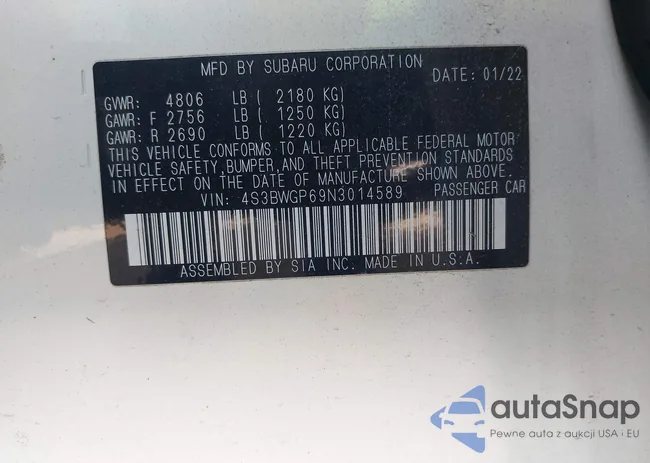 MFD BY SUBARU CORPORATION
DATE: 01/22
GVWR: 4806 LB ( 2180 KG)
GAWR: F 2756 LB ( 1250 KG)
GAWR: R 2690 LB ( 1220 KG)
THIS VEHICLE CONFORMS TO ALL APPLICABLE FEDERAL MOTOR
VEHICLE SAFETY, BUMPER, AND THEFT PREVENTION STANDARDS
IN EFFECT ON THE DATE OF MANUFACTURE SHOWN ABOVE.
VIN: 4S3BWGP69N3014589 PASSENGER CAR
ASSEMBLED BY SIA INC. MADE IN U.S.A.
autoSnap
Pewne auta z aukcji USA i EU